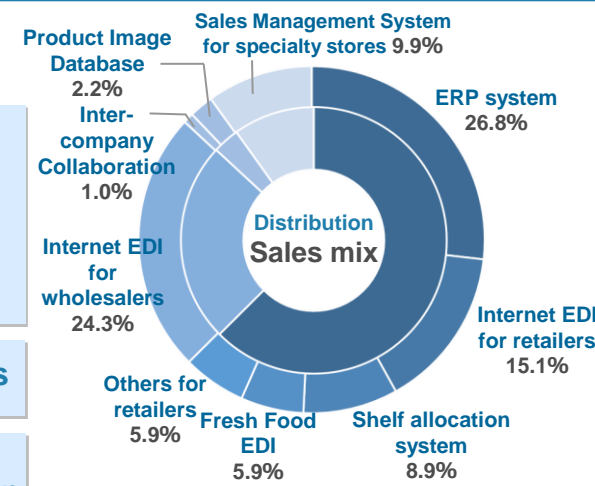 Sales Management System
for specialty stores 9.9%
Product Image
Database
2.2%
Inter-
company
Collaboration
1.0%
ERP system
26.8%
Distribution
Sales mix
Internet EDI
for
wholesalers
24.3%
Internet EDI
for retailers
15.1%
Others for
retailers
5.9%
Fresh Food
EDI
5.9%
Shelf allocation
system
8.9%
s